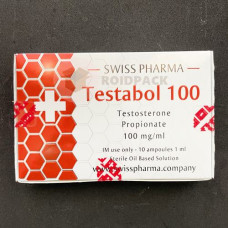 SWISS PHARMA
ROIDPACK
Testabol 100
Testosterone
Propionate
100 mg/ml
IM use only - 10 ampoules 1 ml
Sterile Oil Based Solution
www.swisspharma.company